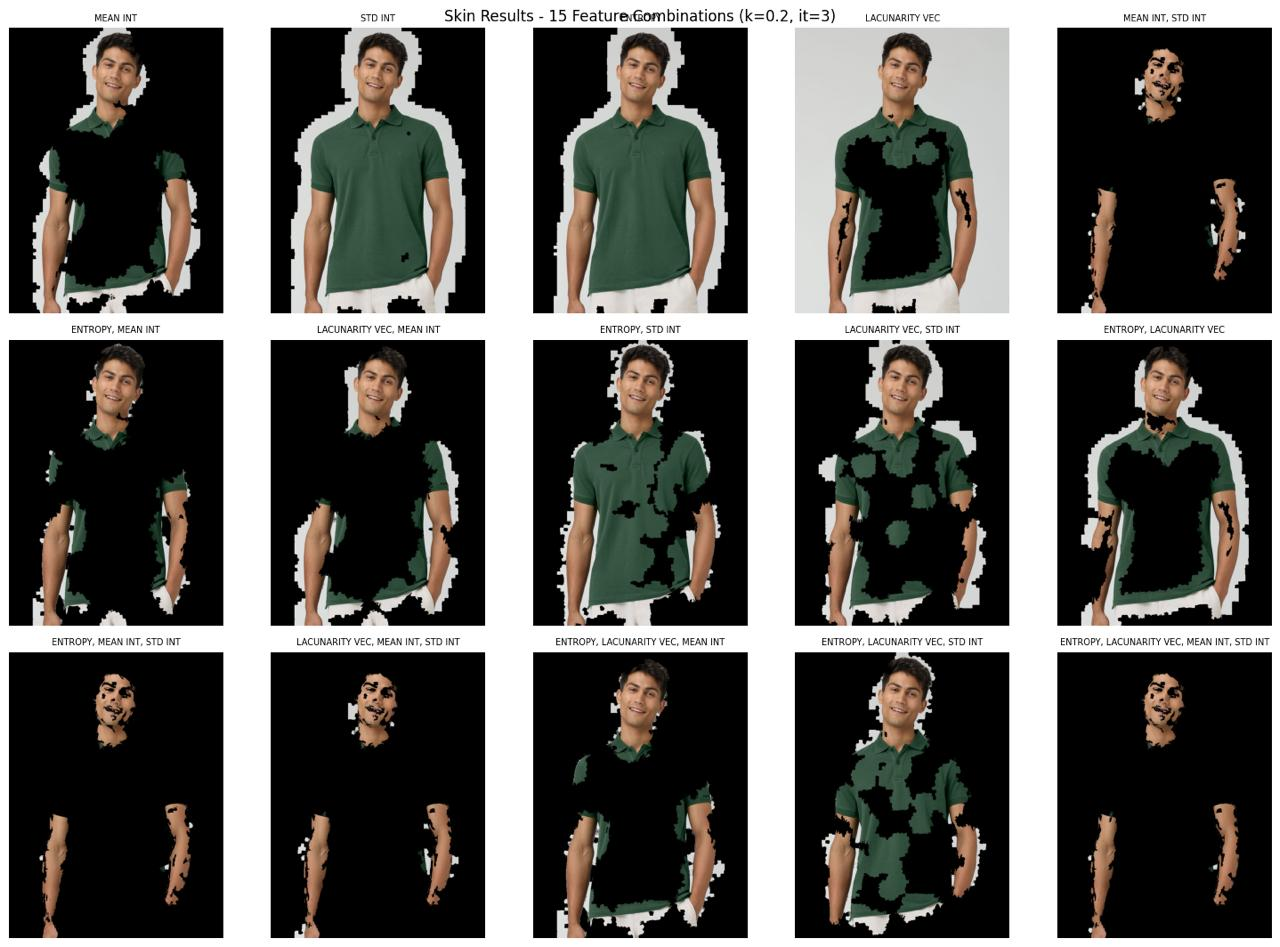 Skin Results - 15 Feature Combinations (k=0.2, it=3)
MEAN INT
STD INT
ENTROPY
LACUNARITY VEC
MEAN INT, STD INT
ENTROPY, MEAN INT
LACUNARITY VEC, MEAN INT
ENTROPY, STD INT
LACUNARITY VEC, STD INT
ENTROPY, LACUNARITY VEC
ENTROPY, MEAN INT, STD INT
LACUNARITY VEC, MEAN INT, STD INT
ENTROPY, LACUNARITY VEC, MEAN INT
ENTROPY, LACUNARITY VEC, STD INT
ENTROPY, LACUNARITY VEC, MEAN INT, STD INT